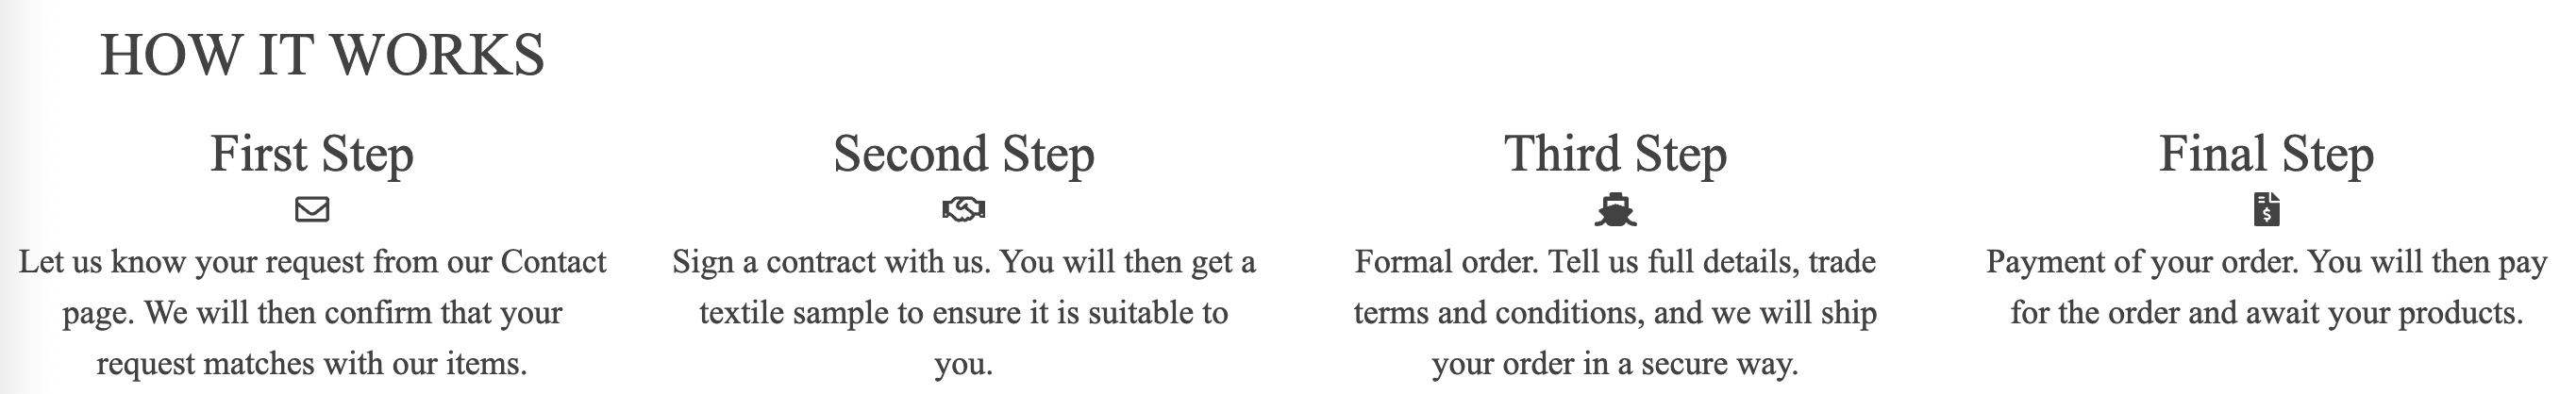 HOW IT WORKS
First Step
Let us know your request from our Contact
page. We will then confirm that your
request matches with our items.
Second Step
Sign a contract with us. You will then get a
textile sample to ensure it is suitable to
you.
Third Step
Formal order. Tell us full details, trade
terms and conditions, and we will ship
your order in a secure way.
Final Step
$
Payment of your order. You will then pay
for the order and await your products.